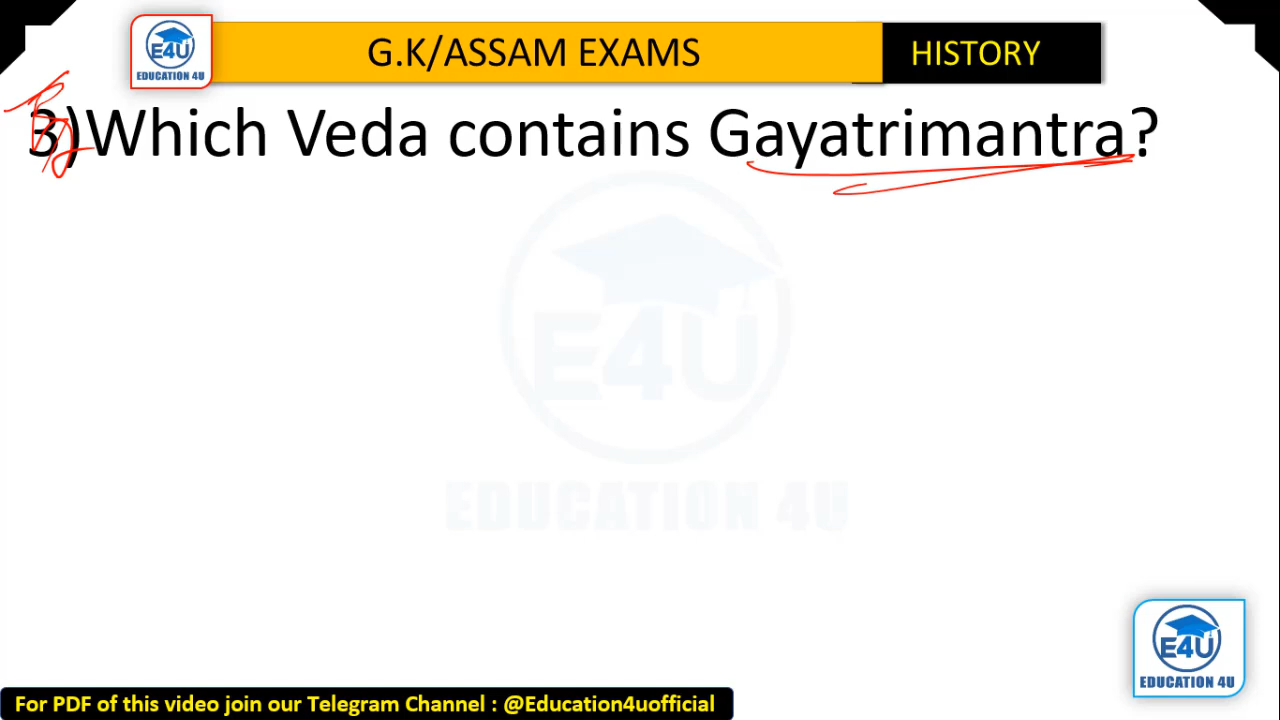 E4U
EDUCATION 4U
G.K/ASSAM EXAMS
HISTORY
3)Which Veda contains Gayatrimantra?
E4U
EDUCATION 4U
E4U
EDUCATION 4U
For PDF of this video join our Telegram Channel : @Education4uofficial